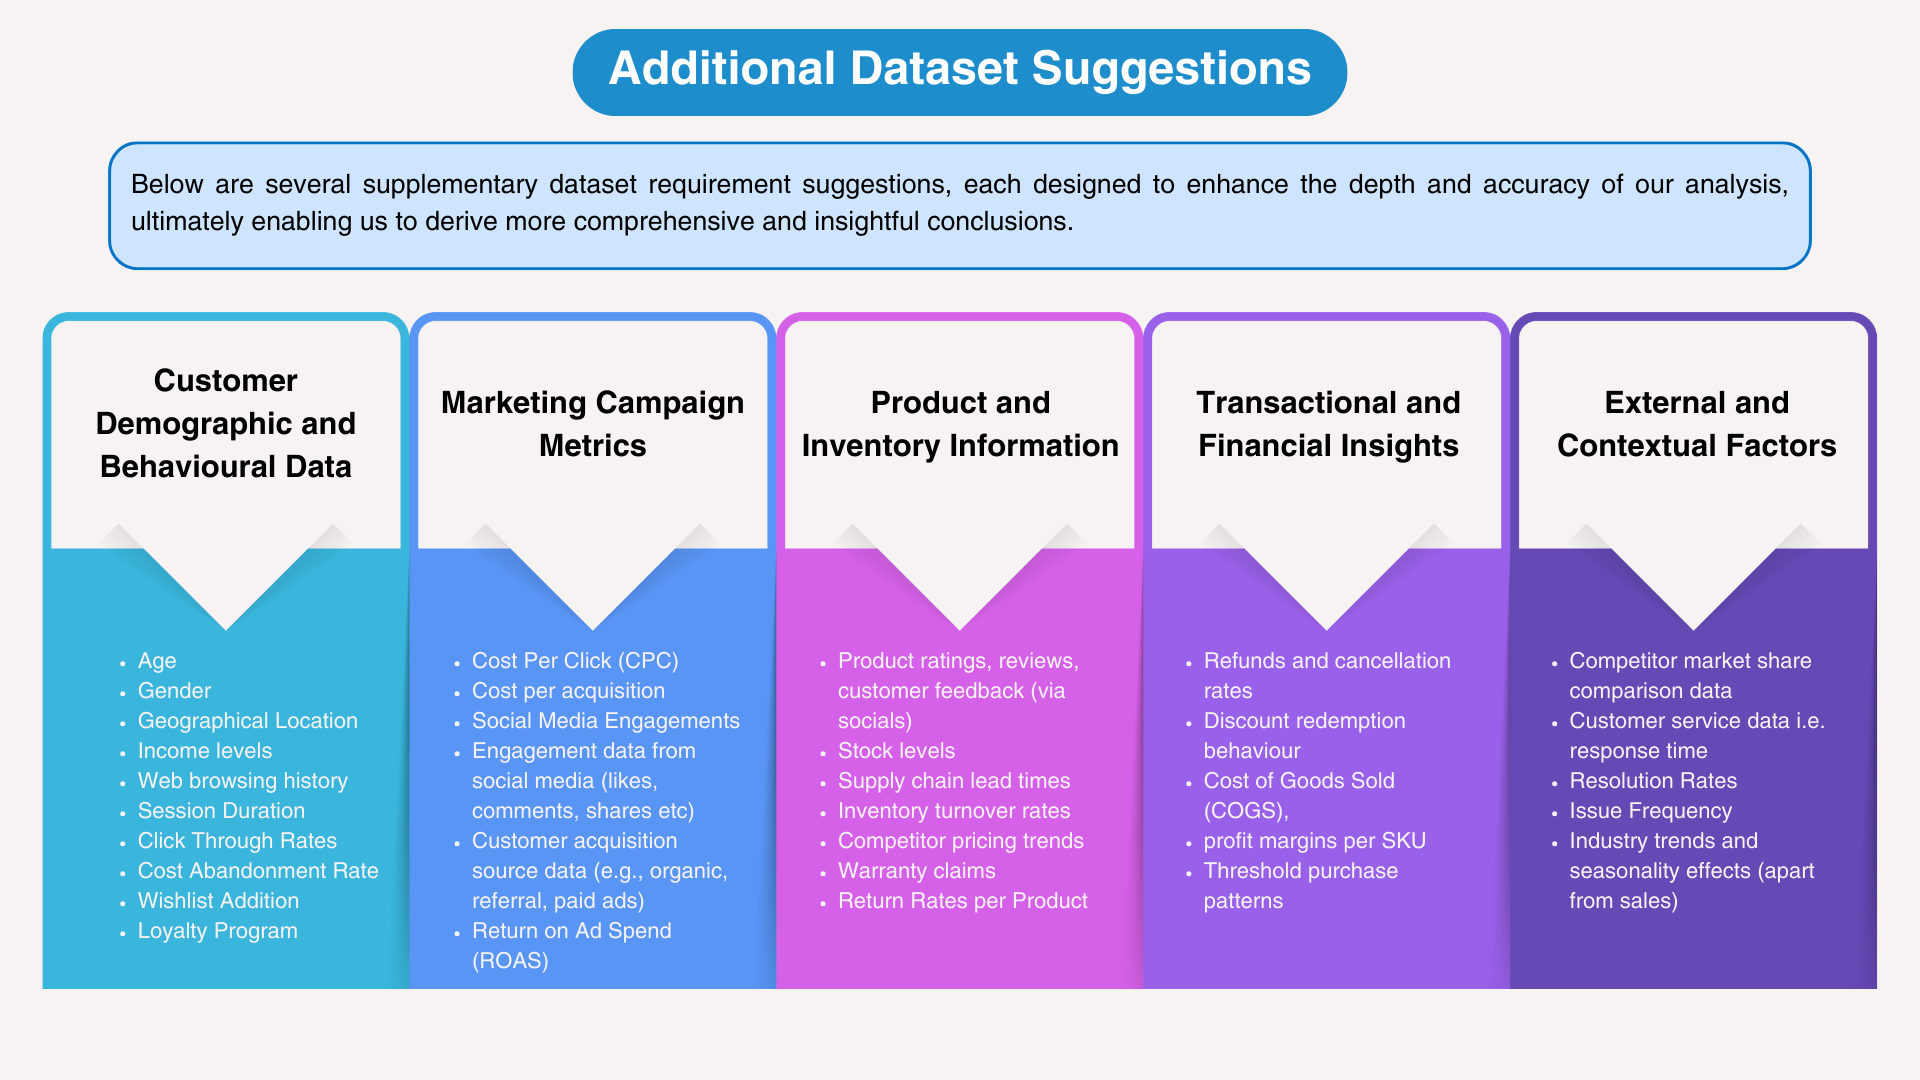 Additional Dataset Suggestions
Below are several supplementary dataset requirement suggestions, each designed to enhance the depth and accuracy of our analysis,
ultimately enabling us to derive more comprehensive and insightful conclusions.
Customer
Demographic and
Behavioural Data
• Age
• Gender
• Geographical Location
• Income levels
• Web browsing history
• Session Duration
• Click Through Rates
• Cost Abandonment Rate
• Wishlist Addition
• Loyalty Program
Marketing Campaign
Metrics
• Cost Per Click (CPC)
• Cost per acquisition
• Social Media Engagements
• Engagement data from
social media (likes,
comments, shares etc)
• Customer acquisition
source data (e.g., organic,
referral, paid ads)
• Return on Ad Spend
(ROAS)
Product and
Inventory Information
• Product ratings, reviews,
customer feedback (via
socials)
• Stock levels
• Supply chain lead times
• Inventory turnover rates
• Competitor pricing trends
• Warranty claims
• Return Rates per Product
Transactional and
Financial Insights
• Refunds and cancellation
rates
• Discount redemption
behaviour
• Cost of Goods Sold
(COGS),
• profit margins per SKU
• Threshold purchase
patterns
External and
Contextual Factors
• Competitor market share
comparison data
• Customer service data i.e.
response time
• Resolution Rates
• Issue Frequency
• Industry trends and
seasonality effects (apart
from sales)